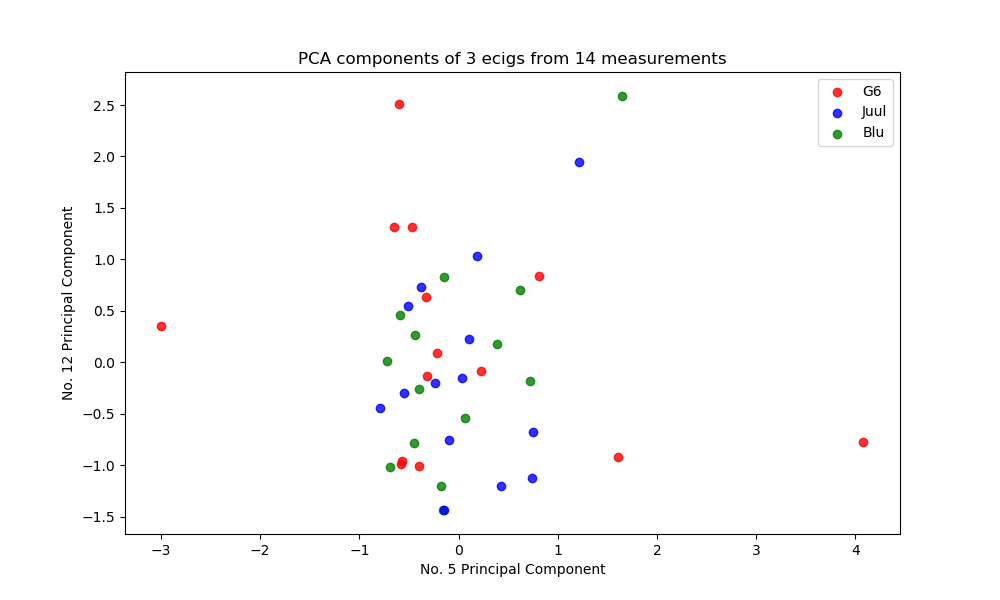 PCA components of 3 ecigs from 14 measurements
G6
Juul
Blu
2.5
2.0
1.5
1.0
0.5
0.0
−0.5
−1.0
−1.5
No. 12 Principal Component
−3 −2 −1 0 1 2 3 4
No. 5 Principal Component